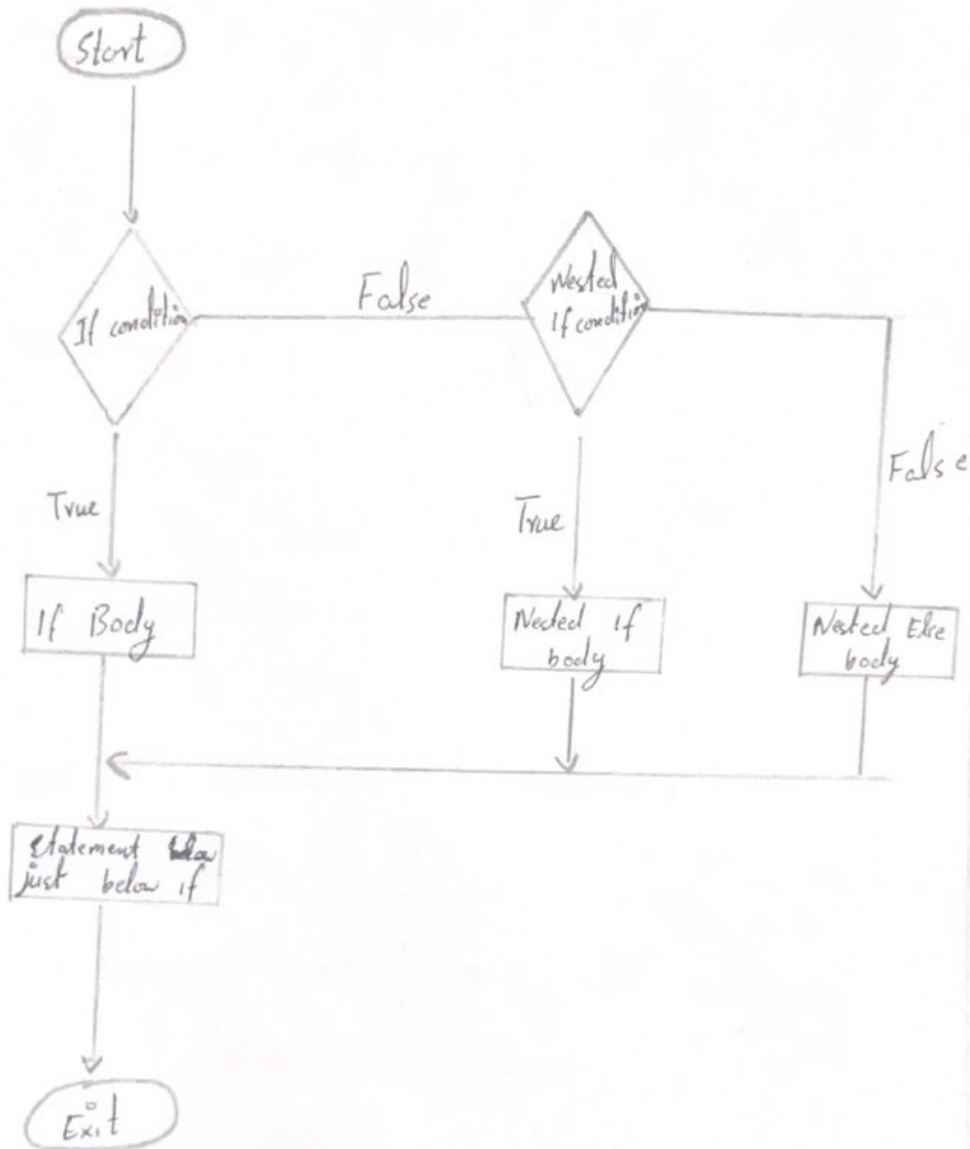 Start
If condition
False
Nested
If condition
True
True
False
If Body
Nested If
body
Nested Else
body
Statement
just below if
Exit